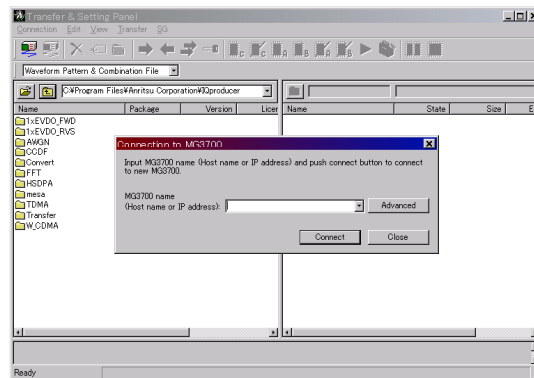 Transfer & Setting Panel
Connection Edit View Transfer SG
Waveform Pattern & Combination File
C:¥Program Files¥Anritsu Corporation¥IQproducer
Name Package Version Licer
Name State Size E
1xEVDO_FWD
1xEVDO_RVS
AWGN
CCDF
Convert
FFT
HSDPA
mesa
TDMA
Transfer
W_CDMA
Connection to MG3700
Input MG3700 name (Host name or IP address) and push connect button to connect
to new MG3700.
MG3700 name
(Host name or IP address):
Advanced
Connect Close
Ready